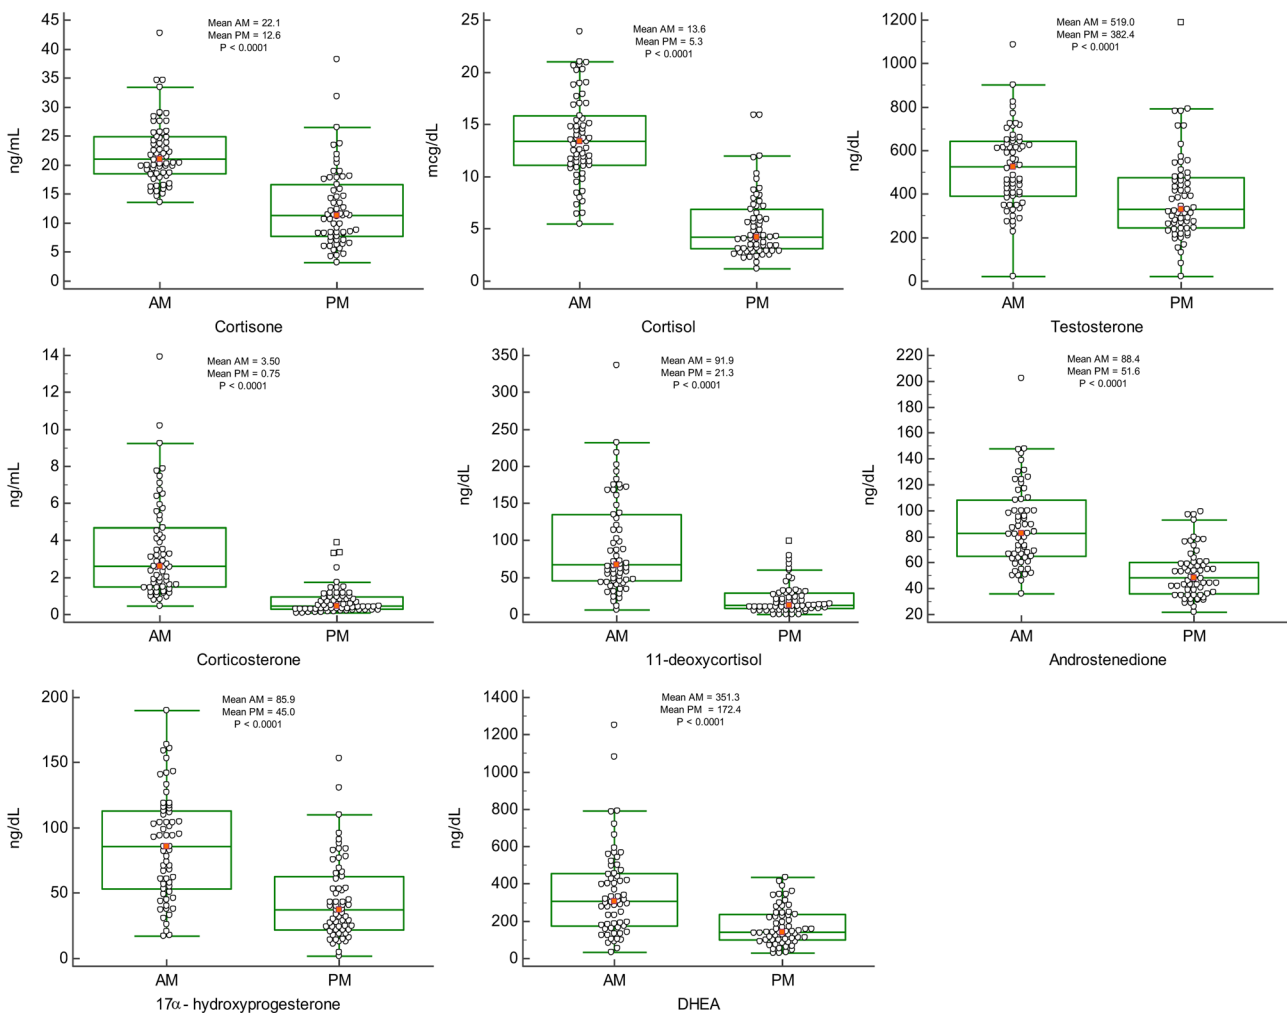 45
40
35
30
25
20
15
10
5
0
ng/mL
Mean AM = 22.1
Mean PM = 12.6
P < 0.0001
AM
PM
Cortisone
25
20
15
10
5
0
mcg/dL
Mean AM = 13.6
Mean PM = 5.3
P < 0.0001
AM
PM
Cortisol
1200
1000
800
600
400
200
0
ng/dL
Mean AM = 519.0
Mean PM = 382.4
P < 0.0001
AM
PM
Testosterone
14
12
10
8
6
4
2
0
ng/mL
Mean AM = 3.50
Mean PM = 0.75
P < 0.0001
AM
PM
Corticosterone
350
300
250
200
150
100
50
0
ng/dL
Mean AM = 91.9
Mean PM = 21.3
P < 0.0001
AM
PM
11-deoxycortisol
220
200
180
160
140
120
100
80
60
40
20
ng/dL
Mean AM = 88.4
Mean PM = 51.6
P < 0.0001
AM
PM
Androstenedione
200
150
100
50
0
ng/dL
Mean AM = 85.9
Mean PM = 45.0
P < 0.0001
AM
PM
17α- hydroxyprogesterone
1400
1200
1000
800
600
400
200
0
ng/dL
Mean AM = 351.3
Mean PM = 172.4
P < 0.0001
AM
PM
DHEA